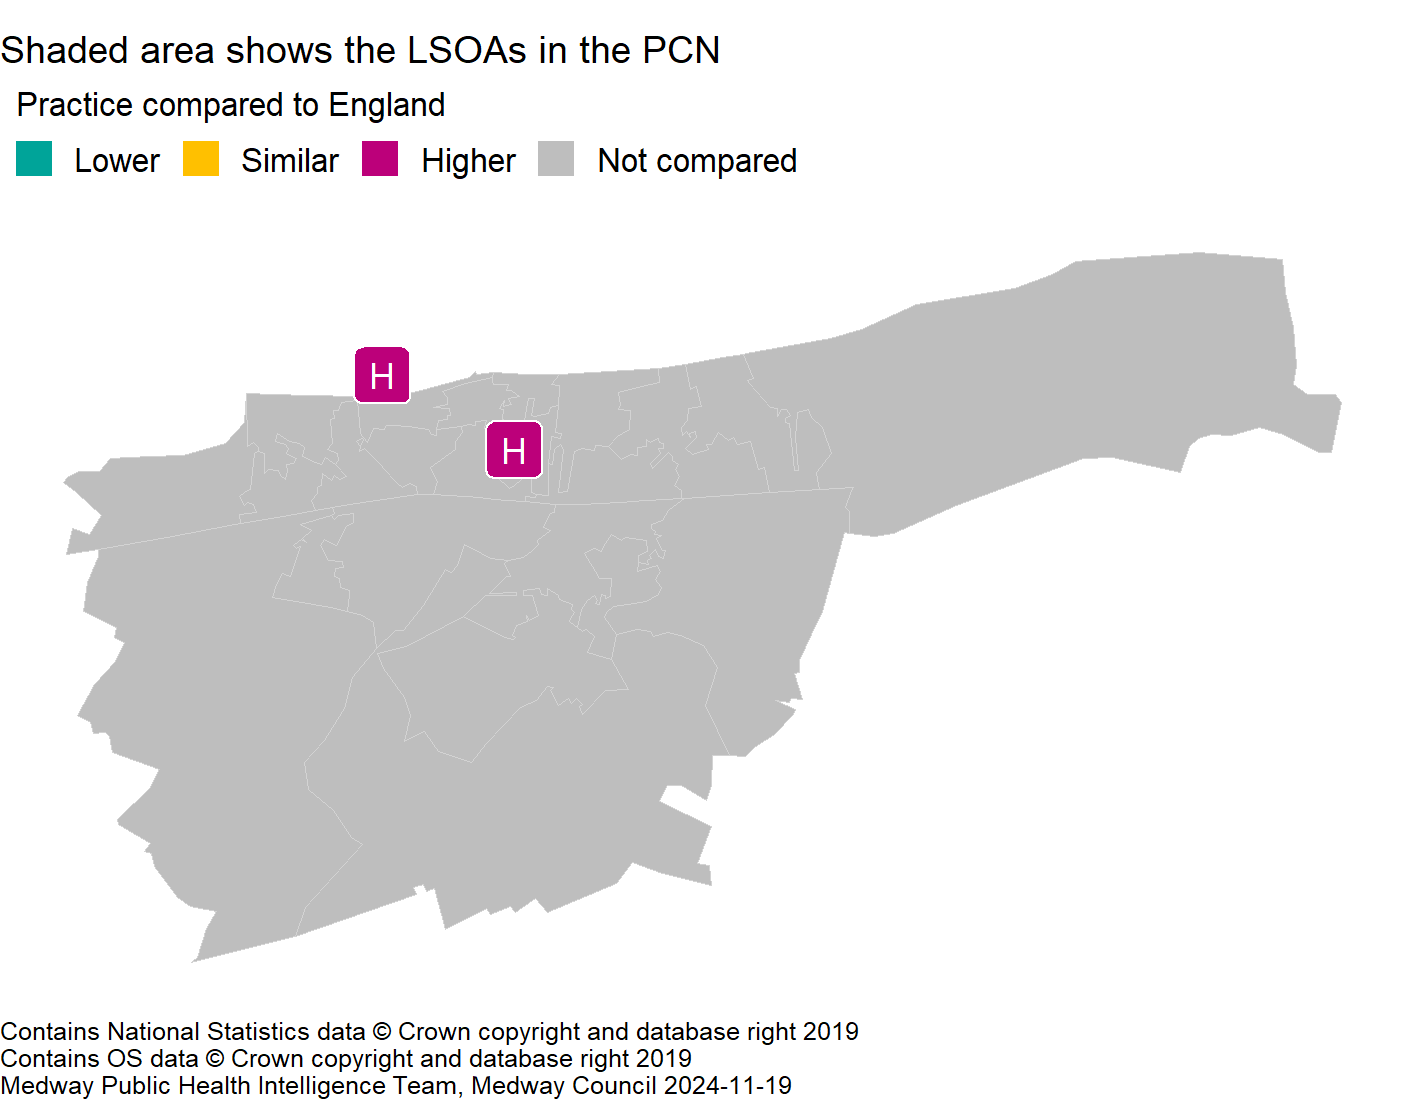 Shaded area shows the LSOAs in the PCN
Practice compared to England
Lower Similar Higher Not compared
H
H
Contains National Statistics data © Crown copyright and database right 2019
Contains OS data © Crown copyright and database right 2019
Medway Public Health Intelligence Team, Medway Council 2024-11-19